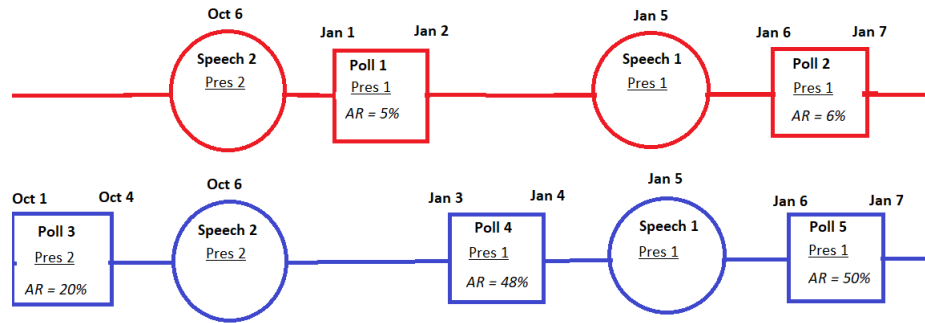 Oct 6
Jan 5
Jan 1
Jan 2
Jan 6
Jan 7
Speech 2
Pres 2
Poll 1
Pres 1
AR = 5%
Speech 1
Pres 1
Poll 2
Pres 1
AR = 6%
Oct 1
Oct 4
Oct 6
Jan 3
Jan 4
Jan 5
Jan 6
Jan 7
Poll 3
Pres 2
AR = 20%
Speech 2
Pres 2
Poll 4
Pres 1
AR = 48%
Speech 1
Pres 1
Poll 5
Pres 1
AR = 50%